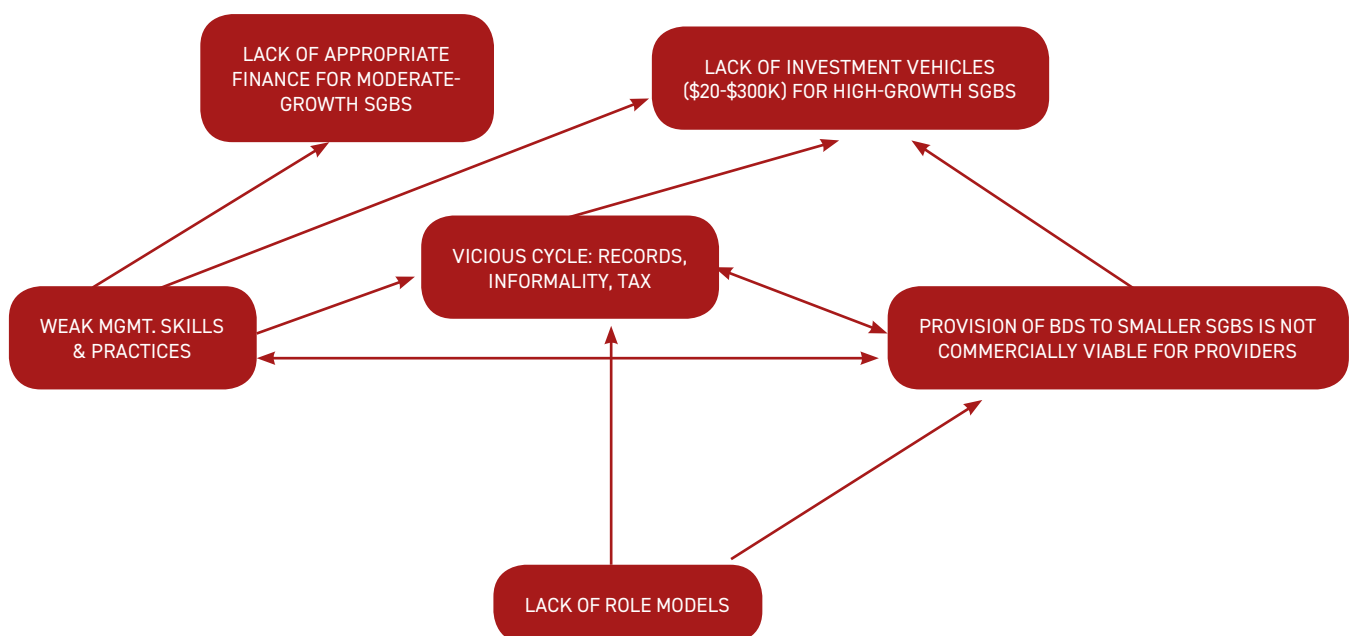 LACK OF APPROPRIATE
FINANCE FOR MODERATE-
GROWTH SGBS
LACK OF INVESTMENT VEHICLES
($20-$300K) FOR HIGH-GROWTH SGBS
VICIOUS CYCLE: RECORDS,
INFORMALITY, TAX
WEAK MGMT. SKILLS
& PRACTICES
PROVISION OF BDS TO SMALLER SGBS IS NOT
COMMERCIALLY VIABLE FOR PROVIDERS
LACK OF ROLE MODELS